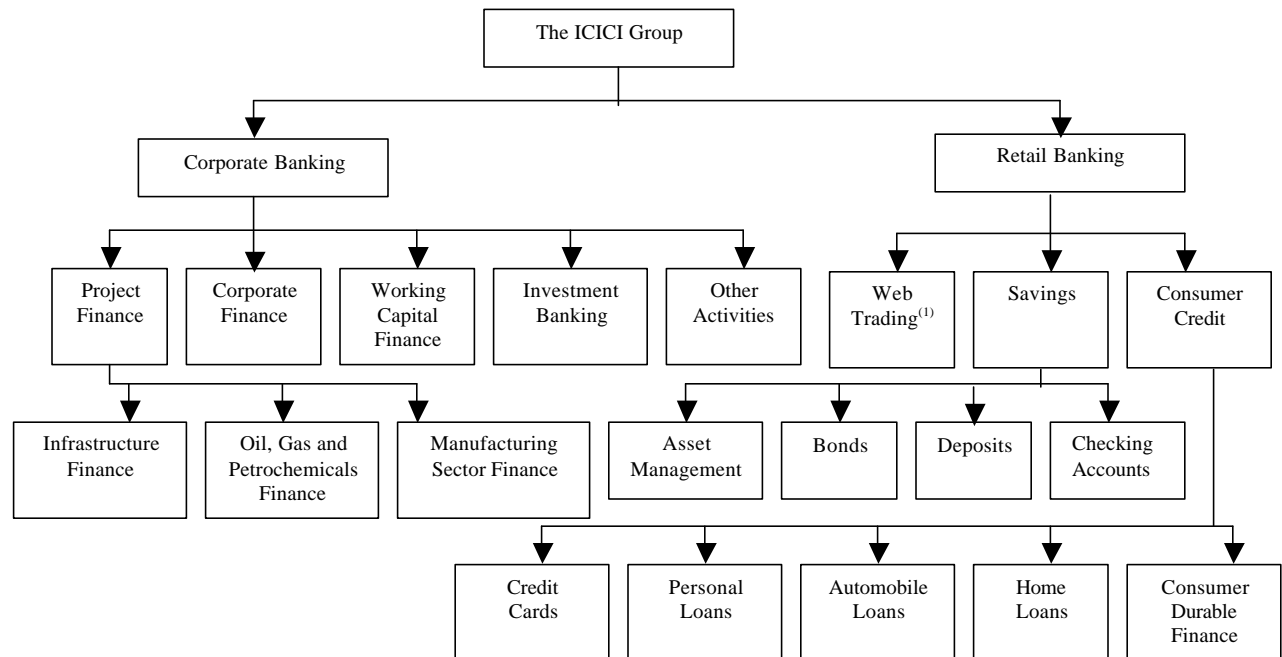 The ICICI Group
Corporate Banking
Retail Banking
Project
Finance
Corporate
Finance
Working
Capital
Finance
Investment
Banking
Other
Activities
Web
Trading(1)
Savings
Consumer
Credit
Infrastructure
Finance
Oil, Gas and
Petrochemicals
Finance
Manufacturing
Sector Finance
Asset
Management
Bonds
Deposits
Checking
Accounts
Credit
Cards
Personal
Loans
Automobile
Loans
Home
Loans
Consumer
Durable
Finance